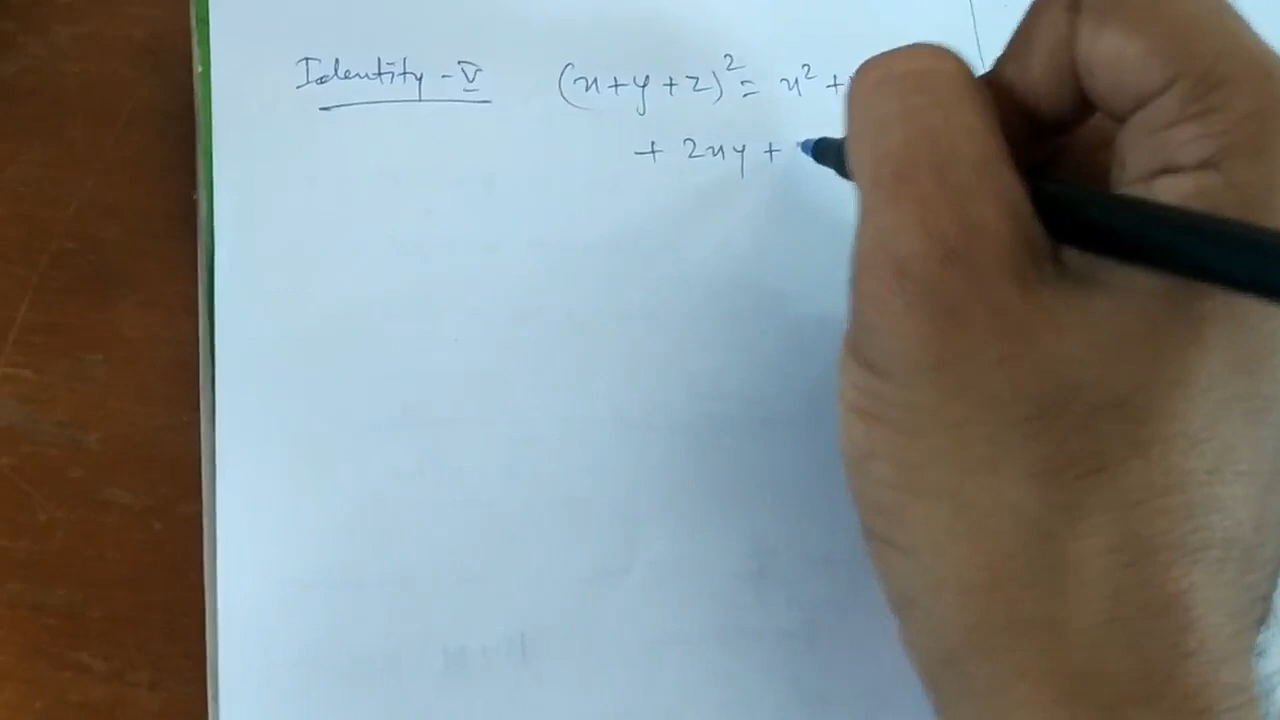 Identity - V (x+y+z)² = x² +
+ 2xy +